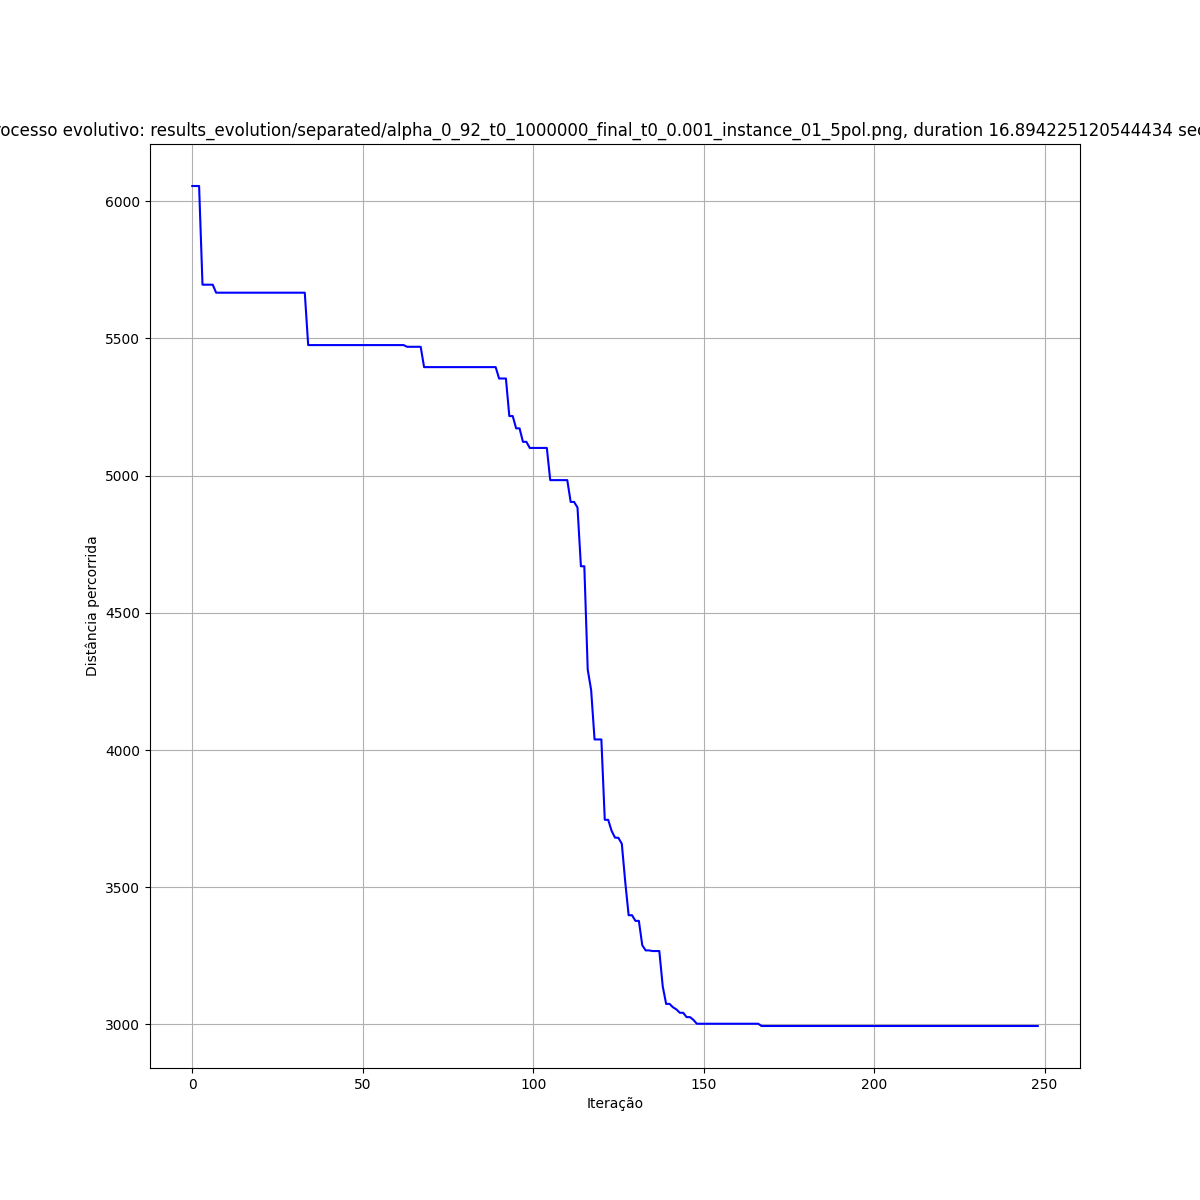 ocesso evolutivo: results_evolution/separated/alpha_0_92_t0_1000000_final_t0_0.001_instance_01_5pol.png, duration 16.894225120544434 sec
6000
5500
5000
4500
4000
3500
3000
Distância percorrida
0 50 100 150 200 250
Iteração